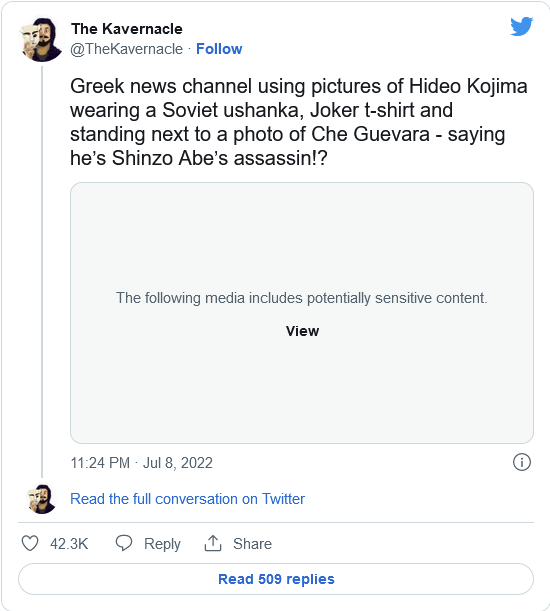 The Kavernacle
@TheKavernacle · Follow
Greek news channel using pictures of Hideo Kojima
wearing a Soviet ushanka, Joker t-shirt and
standing next to a photo of Che Guevara - saying
he’s Shinzo Abe’s assassin!?
The following media includes potentially sensitive content.
View
11:24 PM · Jul 8, 2022
Read the full conversation on Twitter
42.3K Reply Share
Read 509 replies